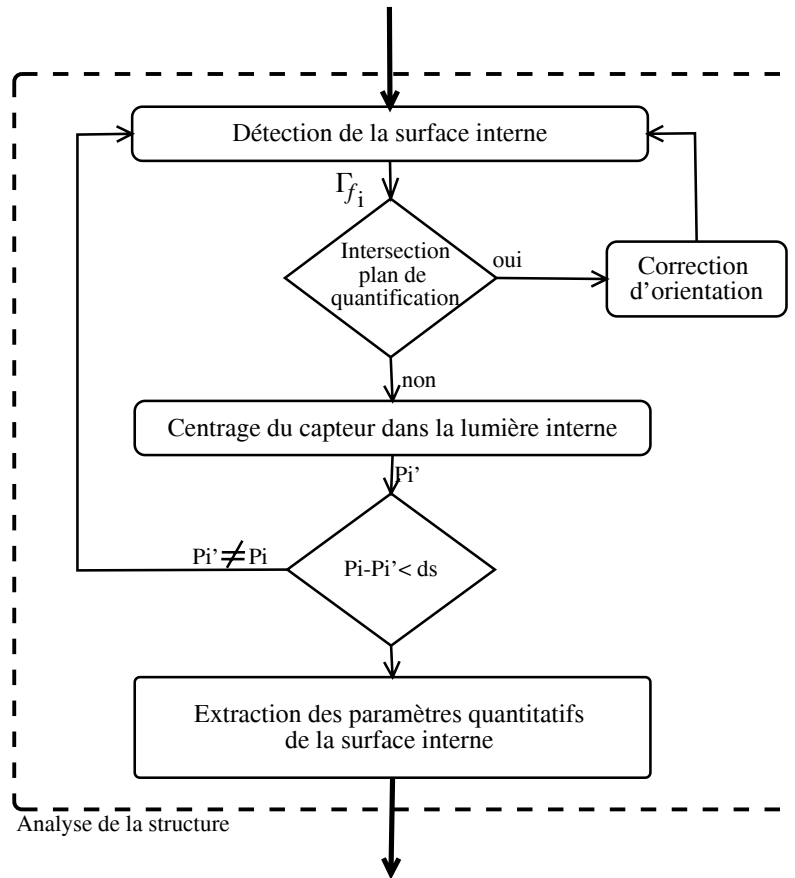 Détection de la surface interne
Γfi
Intersection
plan de
quantification
oui
Correction
d'orientation
non
Centrage du capteur dans la lumière interne
Pi'
Pi' ≠ Pi
Pi-Pi'< ds
Extraction des paramètres quantitatifs
de la surface interne
Analyse de la structure